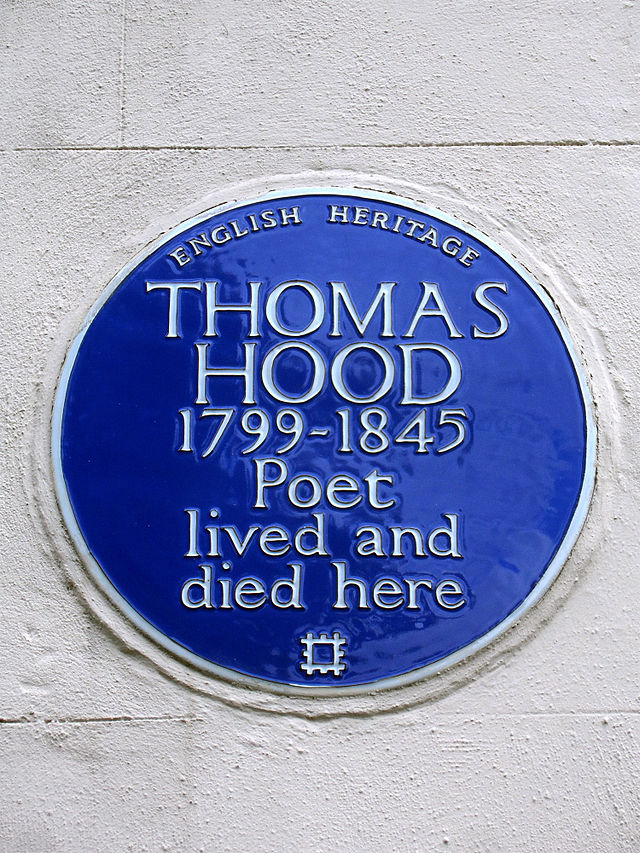 ENGLISH HERITAGE
THOMAS
HOOD
1799-1845
Poet
lived and
died here